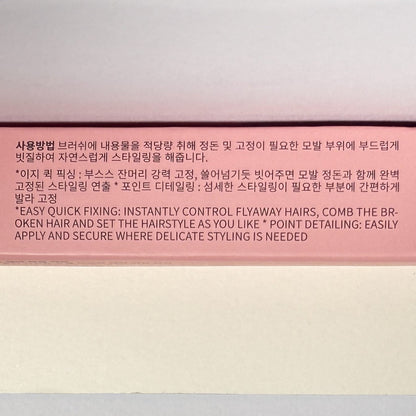 사용방법 브러쉬에 내용물을 적당량 취해 정돈 및 고정이 필요한 모발 부위에 부드럽게
빗질하여 자연스럽게 스타일링을 해줍니다.
*이지 퀵 픽싱 : 부스스 잔머리 강력 고정, 쓸어넘기듯 빗어주면 모발 정돈과 함께 완벽
고정된 스타일링 연출 * 포인트 디테일링 : 섬세한 스타일링이 필요한 부분에 간편하게
발라 고정
*EASY QUICK FIXING: INSTANTLY CONTROL FLYAWAY HAIRS, COMB THE BR-
OKEN HAIR AND SET THE HAIRSTYLE AS YOU LIKE * POINT DETAILING: EASILY
APPLY AND SECURE WHERE DELICATE STYLING IS NEEDED